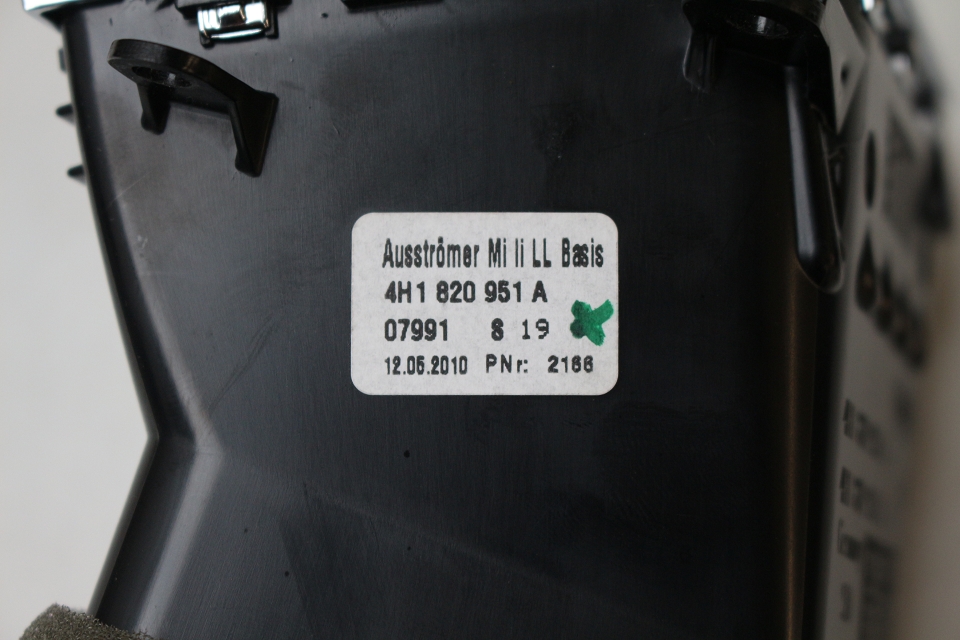 Ausströmer Mi li LL Basis
4H1 820 951 A
07991 S 19
12.05.2010 PNr: 2166